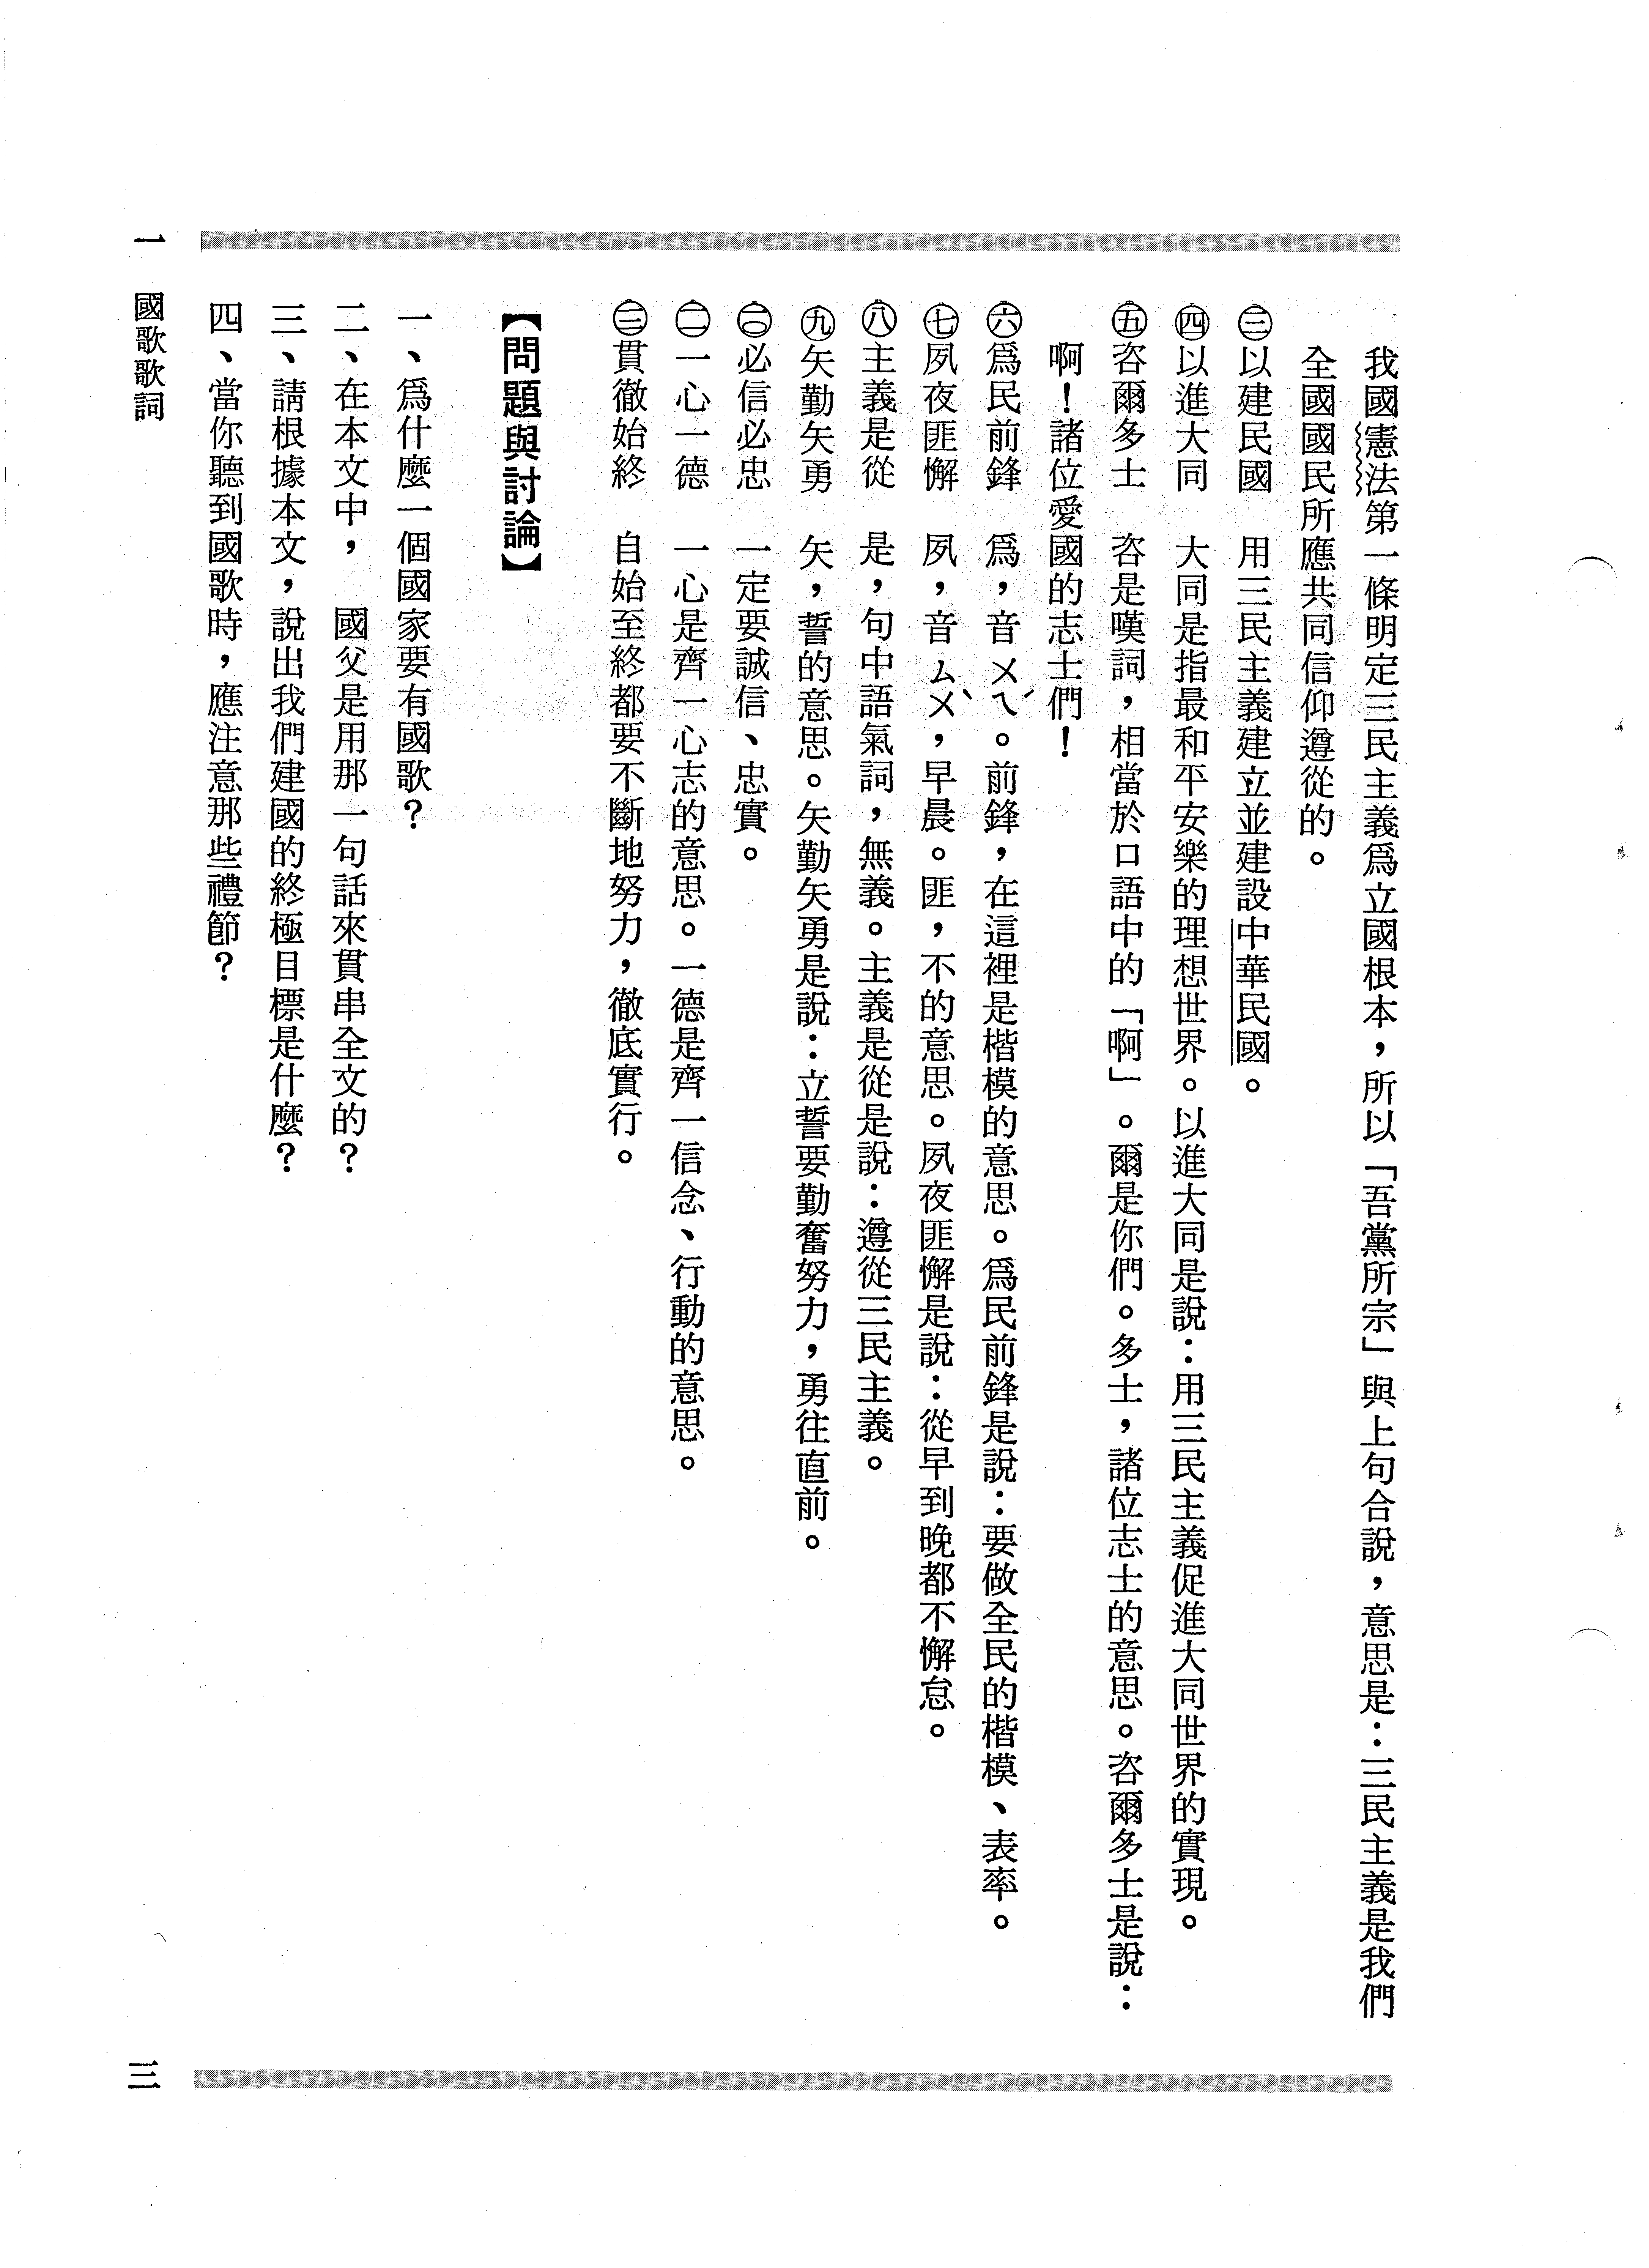 我國憲法第一條明定三民主義爲立國根本，所以「吾黨所宗」與上句合說，意思是：三民主義是我們
全國國民所應共同信仰遵從的。
㊂以建民國　用三民主義建立並建設中華民國。
㊃以進大同　大同是指最和平安樂的理想世界。以進大同是說：用三民主義促進大同世界的實現。
㊄咨爾多士　咨是嘆詞，相當於口語中的「啊」。爾是你們。多士，諸位志士的意思。咨爾多士是說：
啊！諸位愛國的志士們！
㊅爲民前鋒　爲，音ㄨㄟˊ。前鋒，在這裡是楷模的意思。爲民前鋒是說：要做全民的楷模、表率。
㊆夙夜匪懈　夙，音ㄙㄨˋ，早晨。匪，不的意思。夙夜匪懈是說：從早到晚都不懈怠。
㊇主義是從　是，句中語氣詞，無義。主義是從是說：遵從三民主義。
㊈矢勤矢勇　矢，誓的意思。矢勤矢勇是說：立誓要勤奮努力，勇往直前。
㊉必信必忠　一定要誠信、忠實。
(一一)一心一德　一心是齊一心志的意思。一德是齊一信念、行動的意思。
(一二)貫徹始終　自始至終都要不斷地努力，徹底實行。
【問題與討論】
一、爲什麼一個國家要有國歌？
二、在本文中，　國父是用那一句話來貫串全文的？
三、請根據本文，說出我們建國的終極目標是什麼？
四、當你聽到國歌時，應注意那些禮節？
一　國歌歌詞
三